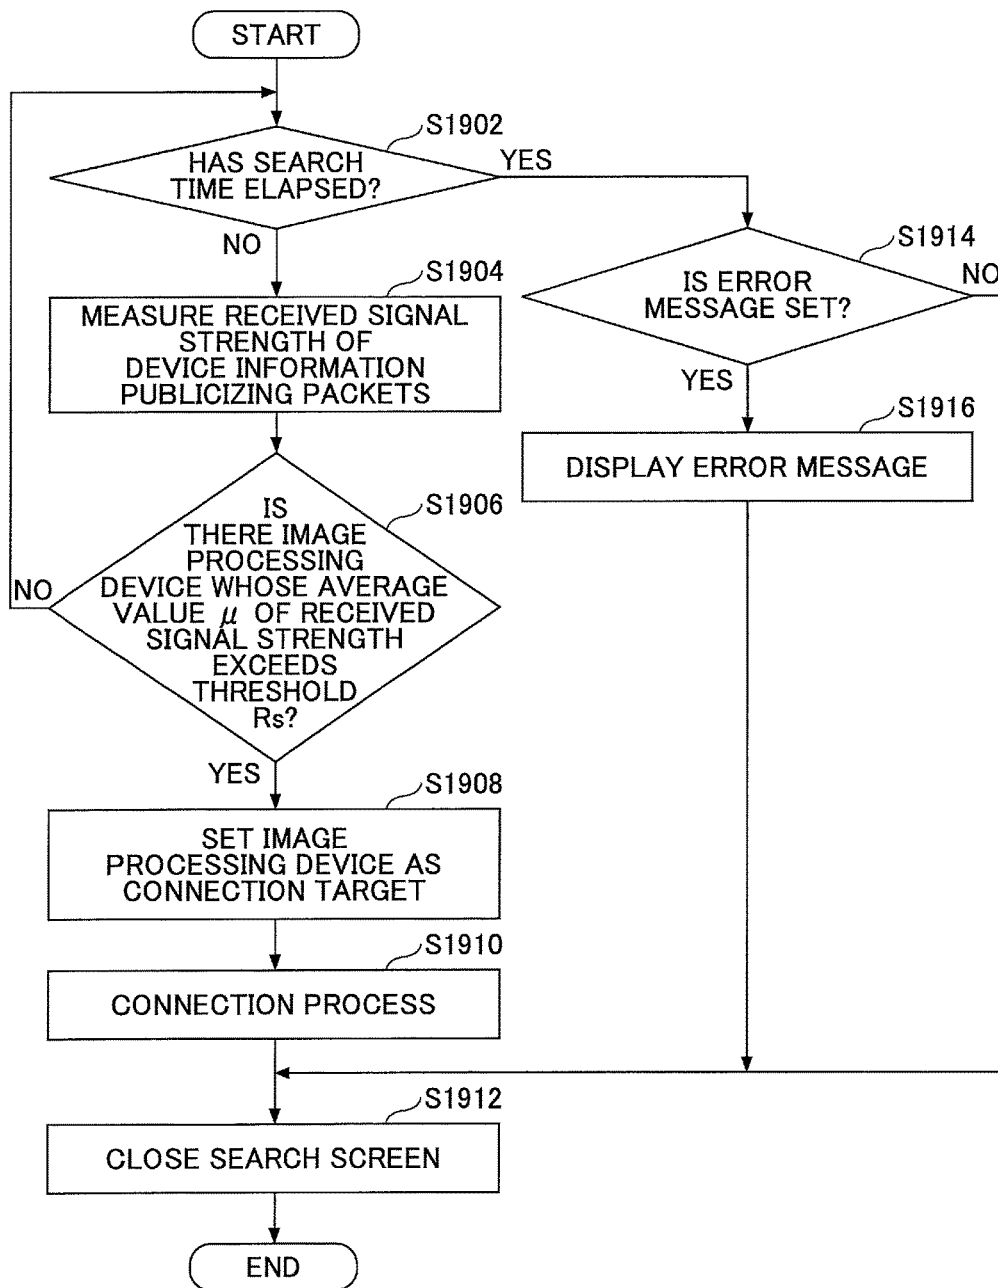 START
S1902
HAS SEARCH
TIME ELAPSED?
YES
NO
S1904
MEASURE RECEIVED SIGNAL
STRENGTH OF
DEVICE INFORMATION
PUBLICIZING PACKETS
S1906
IS
THERE IMAGE
PROCESSING
DEVICE WHOSE AVERAGE
VALUE μ OF RECEIVED
SIGNAL STRENGTH
EXCEEDS
THRESHOLD
Rs?
NO
YES
S1908
SET IMAGE
PROCESSING DEVICE AS
CONNECTION TARGET
S1910
CONNECTION PROCESS
S1912
CLOSE SEARCH SCREEN
END
S1914
IS ERROR
MESSAGE SET?
NO
YES
S1916
DISPLAY ERROR MESSAGE